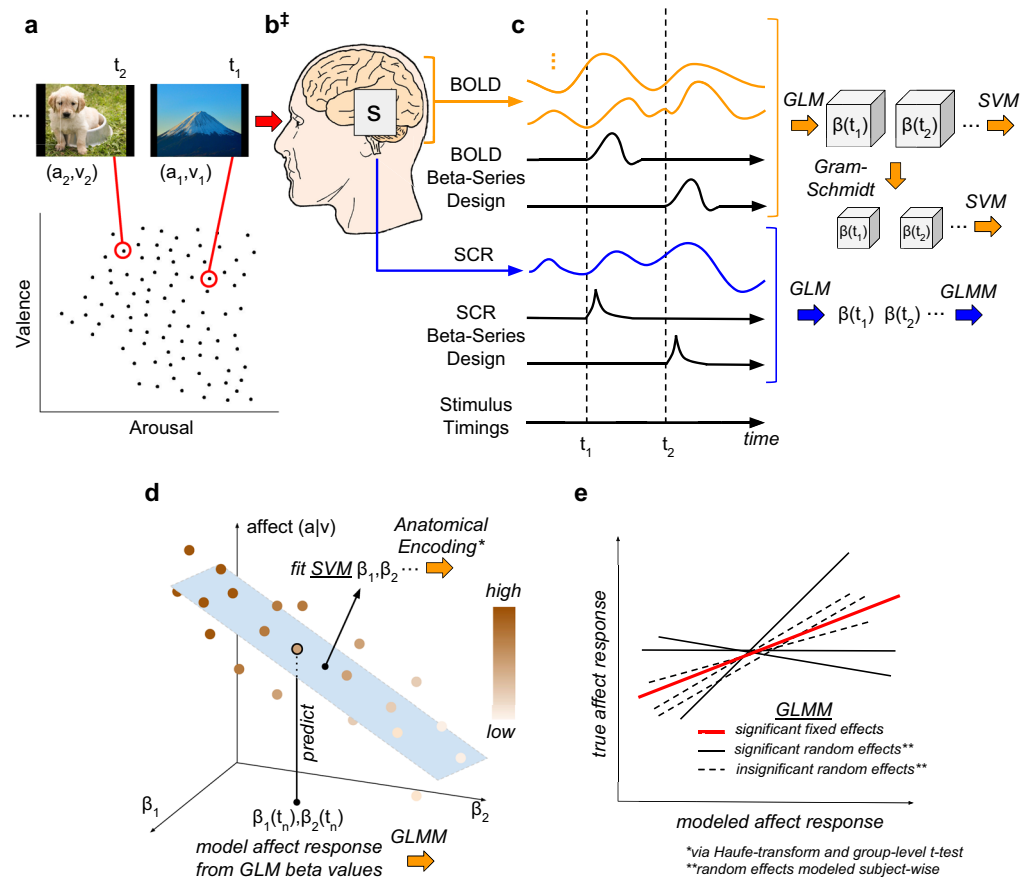 a
t₂
t₁
...
(a₂,v₂)
(a₁,v₁)
Valence
Arousal
b‡
S
c
BOLD
BOLD
Beta-Series
Design
SCR
SCR
Beta-Series
Design
Stimulus
Timings
t₁
t₂
time
GLM
β(t₁)
β(t₂)
...
SVM
Gram-
Schmidt
β(t₁)
β(t₂)
...
SVM
GLM
β(t₁) β(t₂) ...
GLMM
d
affect (a|v)
Anatomical
Encoding*
fit SVM β₁,β₂ ...
high
low
predict
β₁
β₂
β₁(tₙ),β₂(tₙ)
model affect response
from GLM beta values
GLMM
e
true affect response
GLMM
significant fixed effects
significant random effects**
insignificant random effects**
modeled affect response
*via Haufe-transform and group-level t-test
**random effects modeled subject-wise